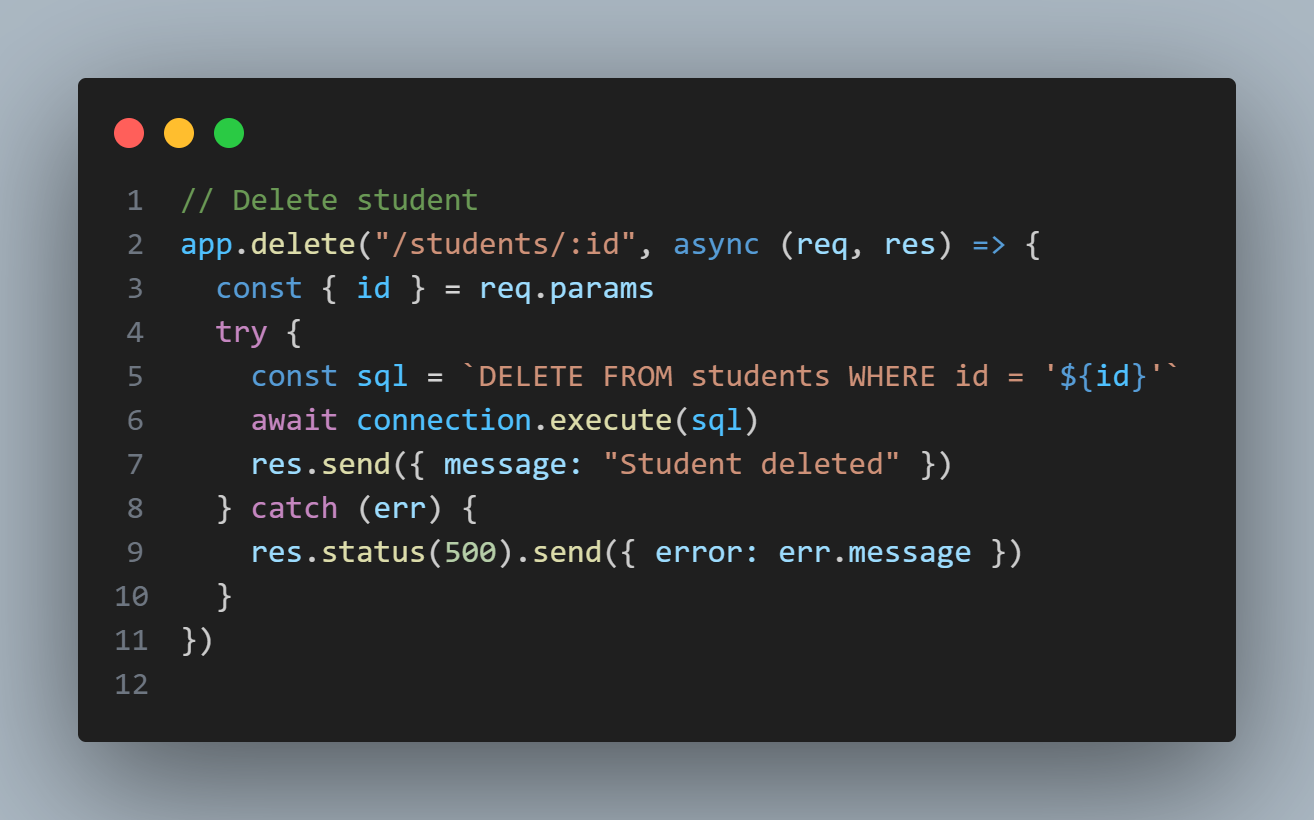 1 // Delete student
2 app.delete("/students/:id", async (req, res) => {
3   const { id } = req.params
4   try {
5     const sql = `DELETE FROM students WHERE id = '${id}'`
6     await connection.execute(sql)
7     res.send({ message: "Student deleted" })
8   } catch (err) {
9     res.status(500).send({ error: err.message })
10   }
11 })
12